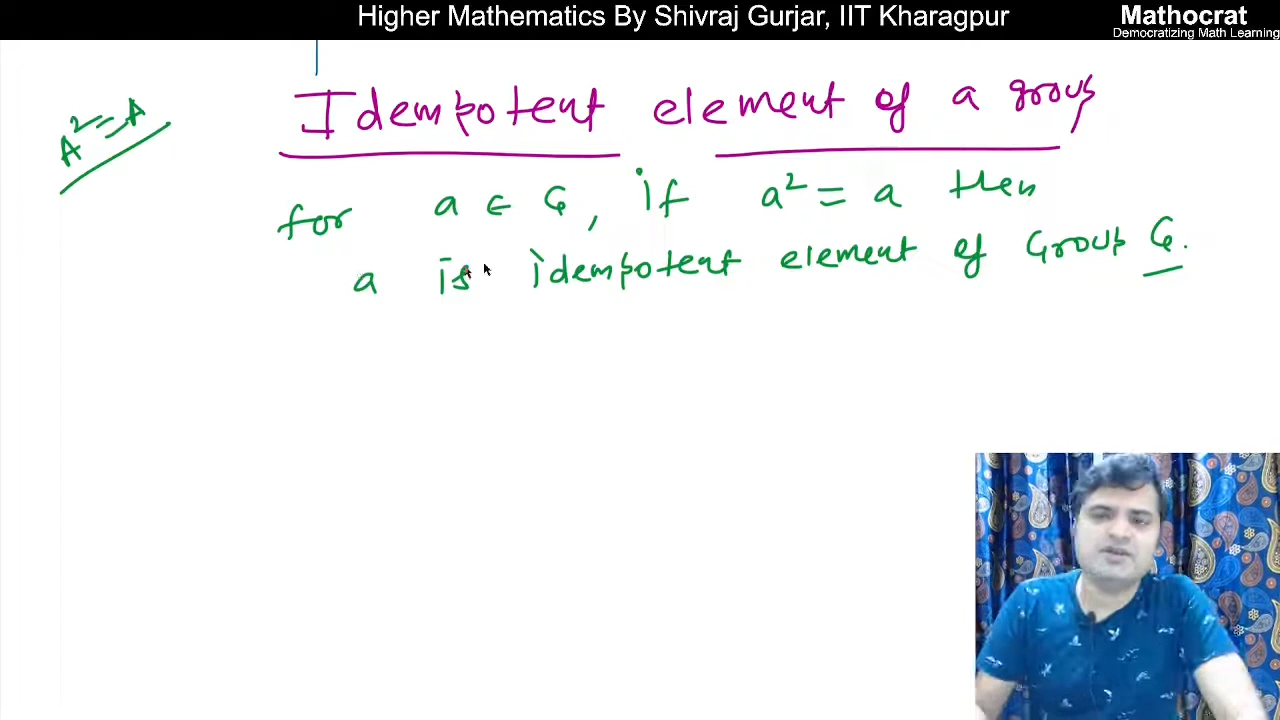 Higher Mathematics By Shivraj Gurjar, IIT Kharagpur
Mathocrat
Democratizing Math Learning
A² = A
Idempotent element of a group
for a ∈ G, if a² = a then
a is idempotent element of Group G.